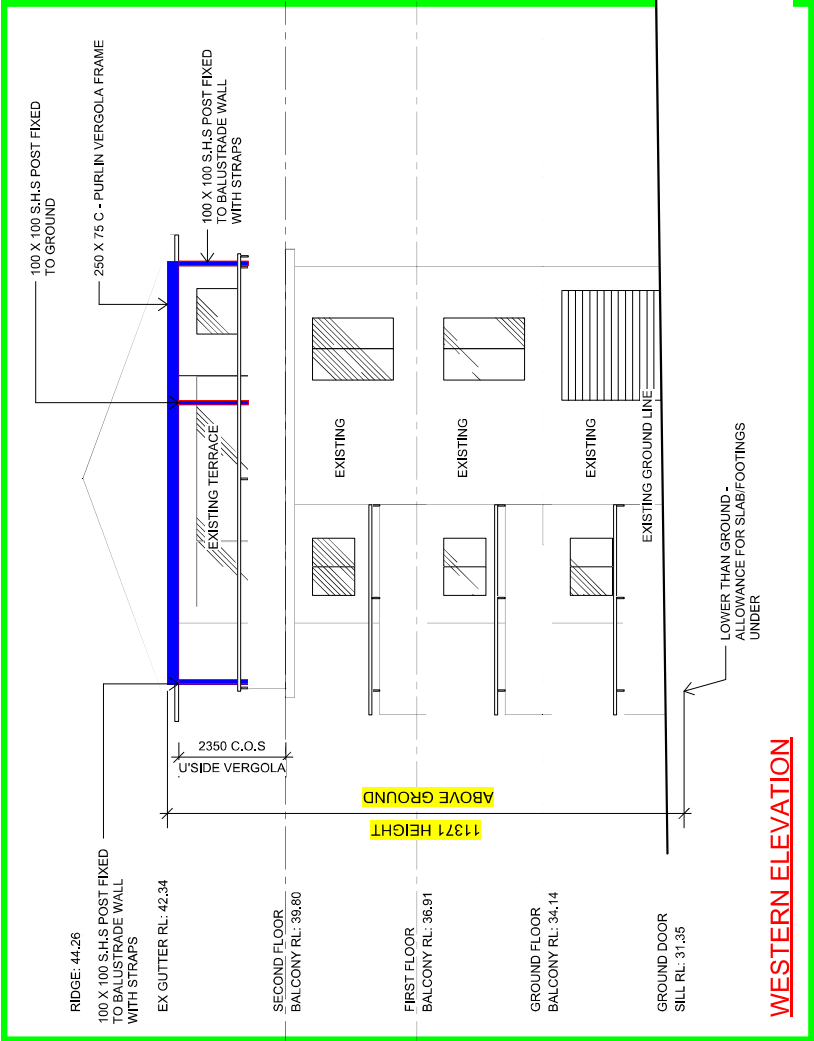 RIDGE: 44.26
100 X 100 S.H.S POST FIXED
TO BALUSTRADE WALL
WITH STRAPS
EX GUTTER RL: 42.34
SECOND FLOOR
BALCONY RL: 39.80
FIRST FLOOR
BALCONY RL: 36.91
GROUND FLOOR
BALCONY RL: 34.14
GROUND DOOR
SILL RL: 31.35
2350 C.O.S
U'SIDE VERGOLA
11371 HEIGHT
ABOVE GROUND
100 X 100 S.H.S POST FIXED
TO GROUND
250 X 75 C - PURLIN VERGOLA FRAME
100 X 100 S.H.S POST FIXED
TO BALUSTRADE WALL
WITH STRAPS
EXISTING TERRACE
EXISTING
EXISTING
EXISTING
EXISTING GROUND LINE
LOWER THAN GROUND -
ALLOWANCE FOR SLAB/FOOTINGS
UNDER
WESTERN ELEVATION